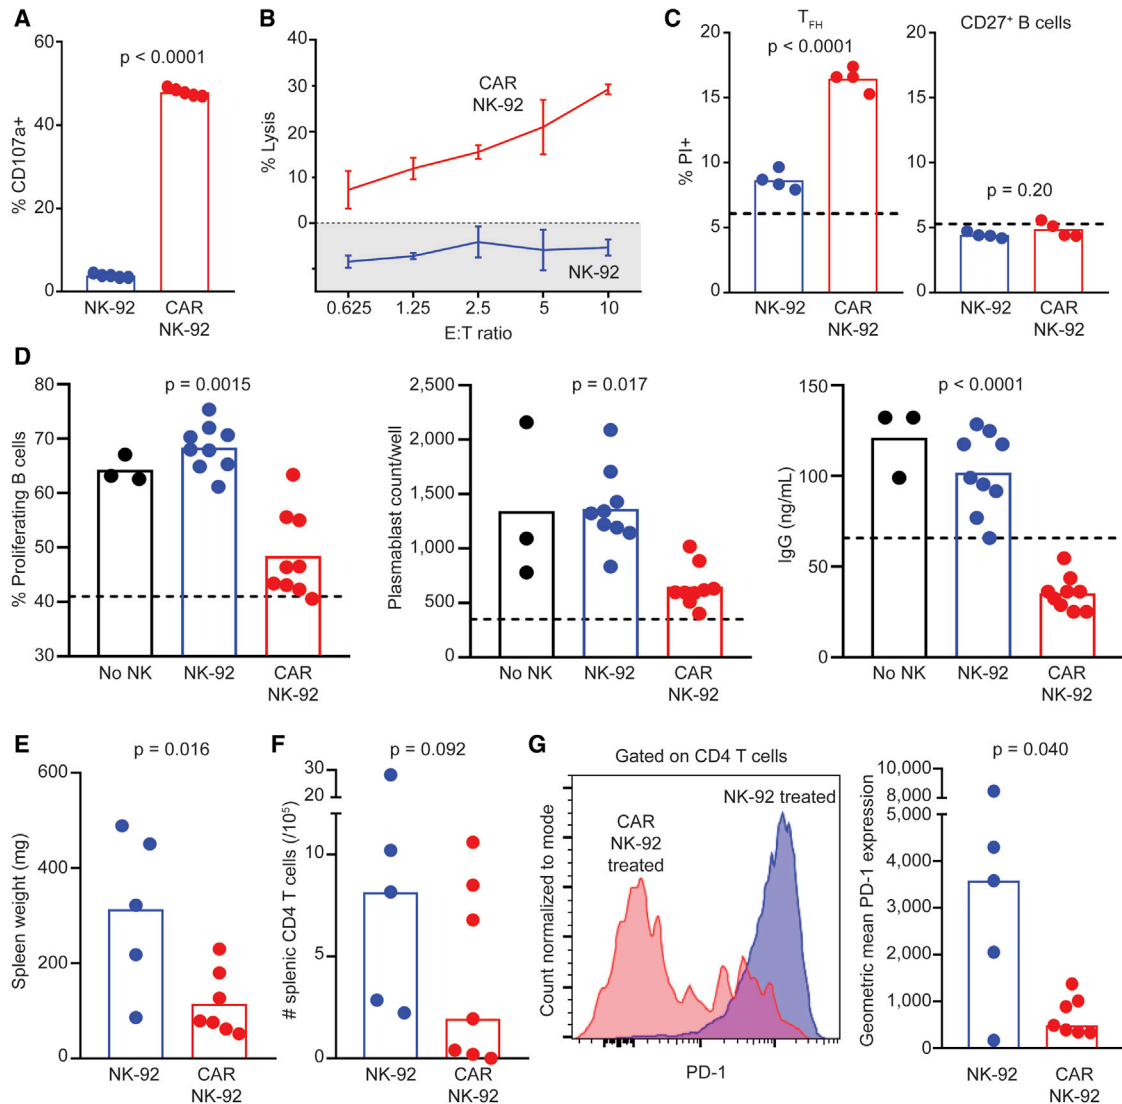 A
p < 0.0001
% CD107a+
60
40
20
0
NK-92
CAR
NK-92
B
% Lysis
40
30
20
10
0
CAR
NK-92
NK-92
0.625
1.25
2.5
5
10
E:T ratio
C
T_FH
p < 0.0001
% PI+
20
15
10
5
0
NK-92
CAR
NK-92
CD27+ B cells
p = 0.20
20
15
10
5
0
NK-92
CAR
NK-92
D
p = 0.0015
% Proliferating B cells
80
70
60
50
40
30
No NK
NK-92
CAR
NK-92
p = 0.017
Plasmablast count/well
2,500
2,000
1,500
1,000
500
0
No NK
NK-92
CAR
NK-92
p < 0.0001
IgG (ng/mL)
150
100
50
0
No NK
NK-92
CAR
NK-92
E
p = 0.016
Spleen weight (mg)
600
400
200
0
NK-92
CAR
NK-92
F
p = 0.092
# splenic CD4 T cells (/10⁵)
30
20
10
5
0
NK-92
CAR
NK-92
G
Gated on CD4 T cells
NK-92 treated
CAR
NK-92
treated
Count normalized to mode
PD-1
p = 0.040
Geometric mean PD-1 expression
10,000
8,000
5,000
4,000
3,000
2,000
1,000
0
NK-92
CAR
NK-92